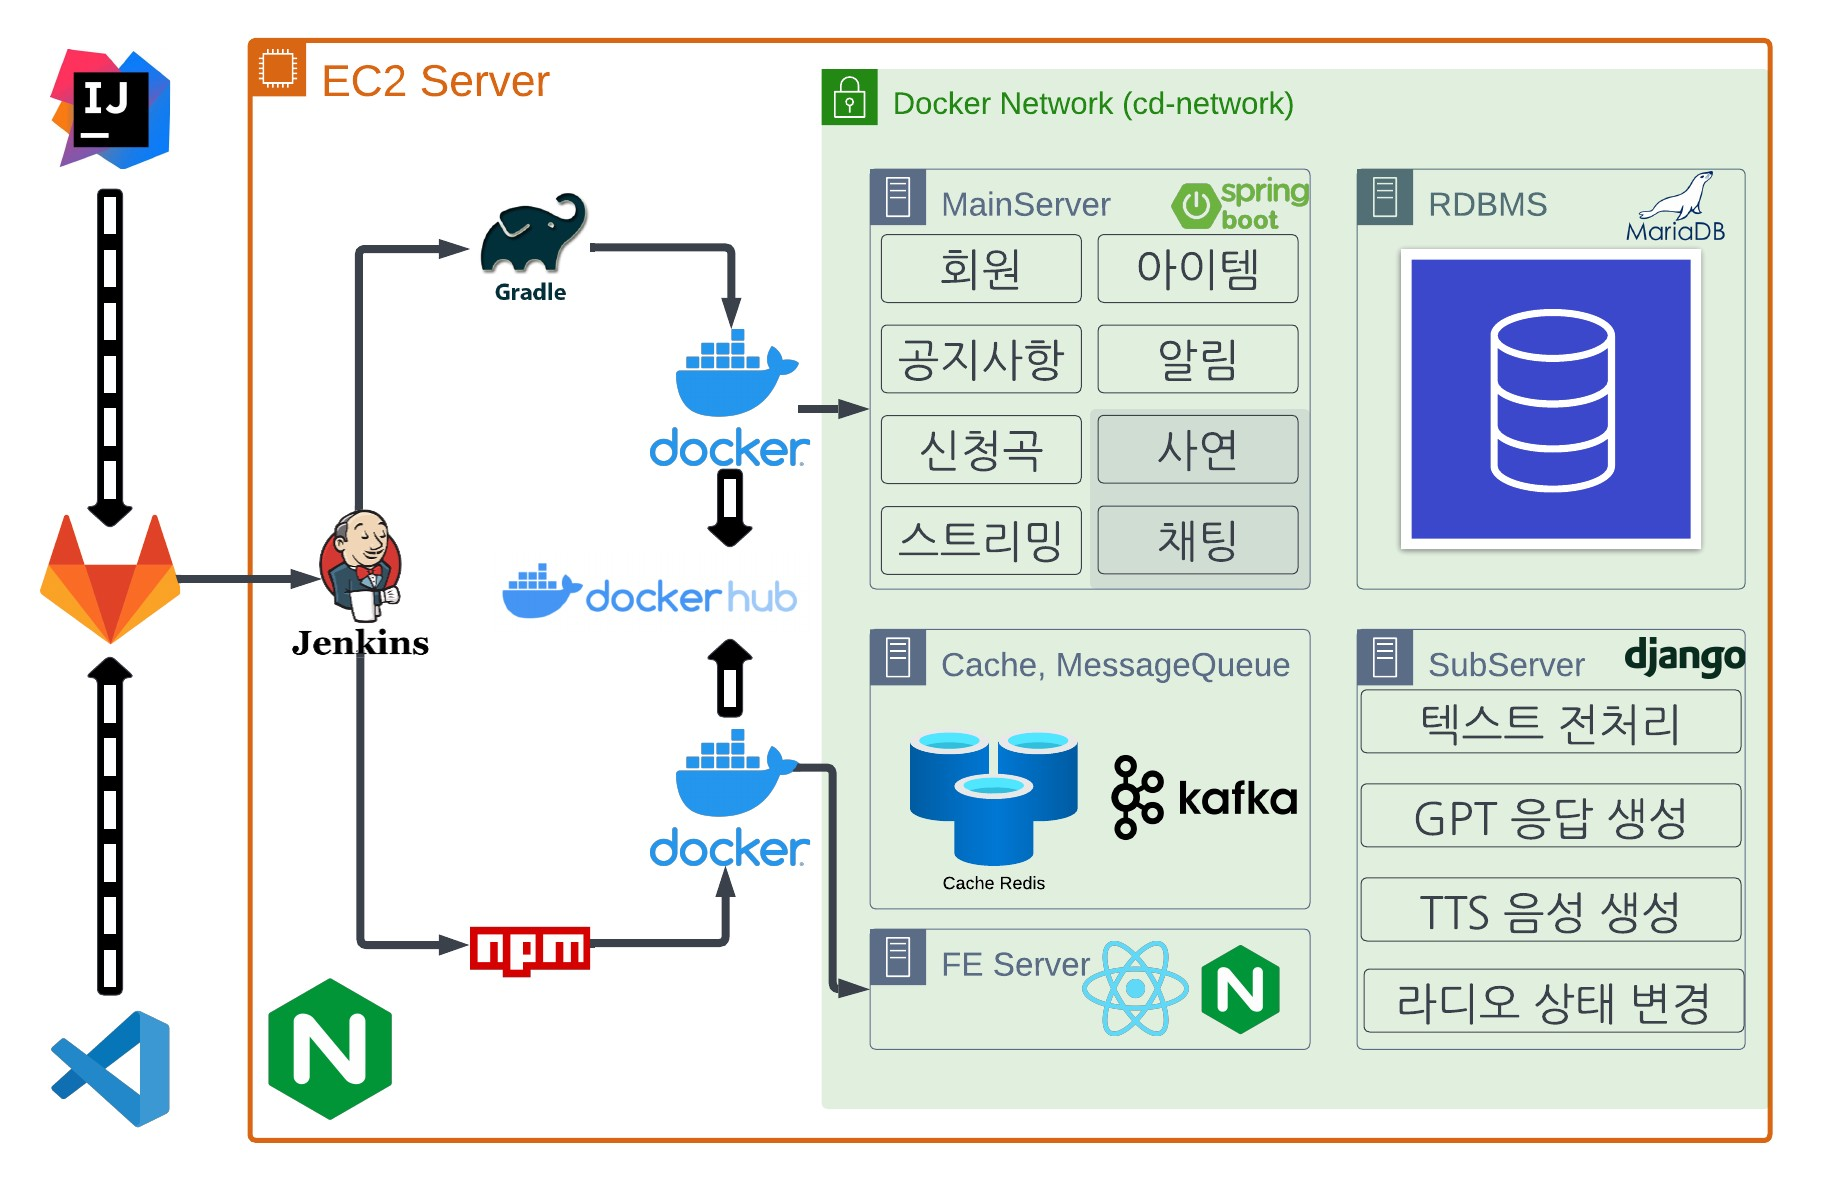 IJ
EC2 Server
Docker Network (cd-network)
MainServer
spring
boot
회원
아이템
공지사항
알림
신청곡
사연
스트리밍
채팅
RDBMS
MariaDB
Gradle
docker
dockerhub
Jenkins
docker
npm
N
Cache, MessageQueue
Cache Redis
kafka
FE Server
N
SubServer
django
텍스트 전처리
GPT 응답 생성
TTS 음성 생성
라디오 상태 변경